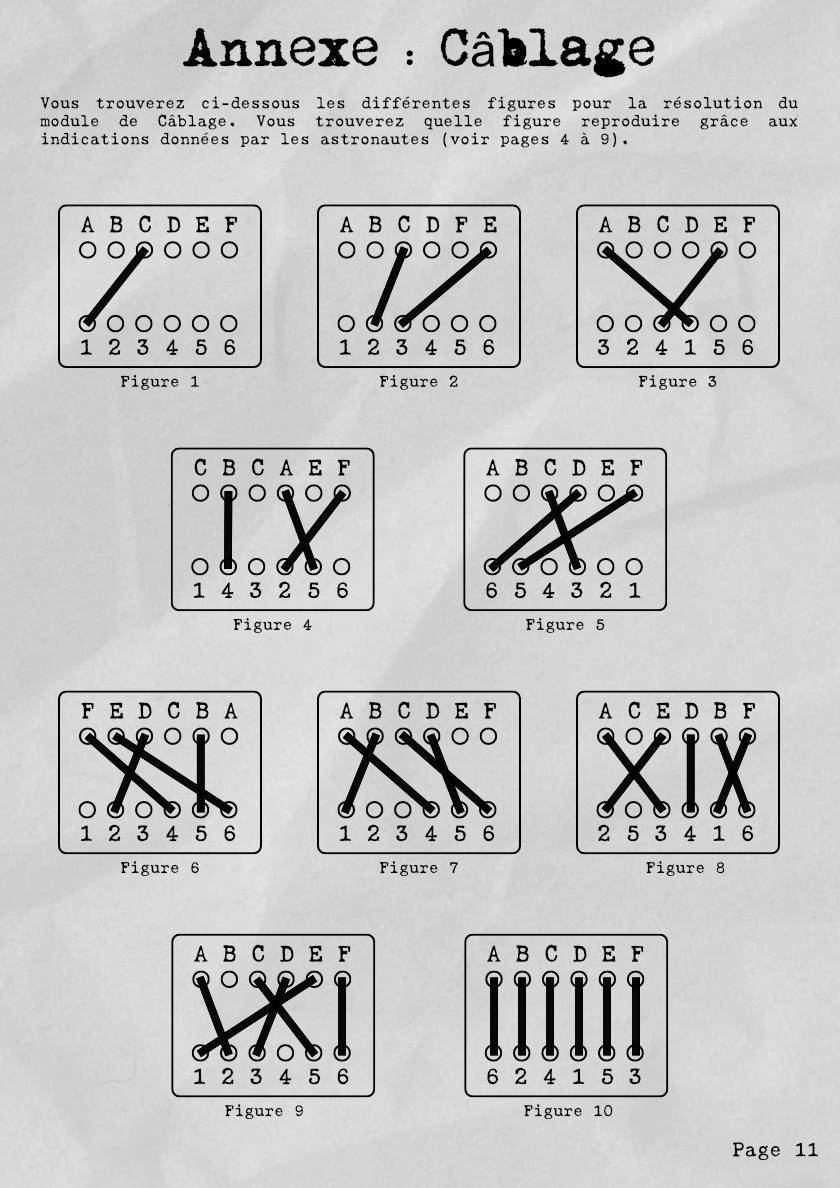 Annexe : Câblage
Vous trouverez ci-dessous les différentes figures pour la résolution du
module de Câblage. Vous trouverez quelle figure reproduire grâce aux
indications données par les astronautes (voir pages 4 à 9).
A B C D E F
1 2 3 4 5 6
Figure 1
A B C D F E
1 2 3 4 5 6
Figure 2
A B C D E F
3 2 4 1 5 6
Figure 3
C B C A E F
1 4 3 2 5 6
Figure 4
A B C D E F
6 5 4 3 2 1
Figure 5
F E D C B A
1 2 3 4 5 6
Figure 6
A B C D E F
1 2 3 4 5 6
Figure 7
A C E D B F
2 5 3 4 1 6
Figure 8
A B C D E F
1 2 3 4 5 6
Figure 9
A B C D E F
6 2 4 1 5 3
Figure 10
Page 11